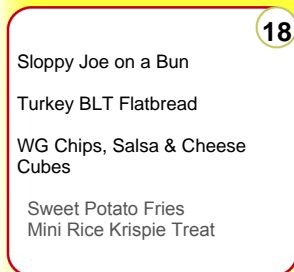 18
Sloppy Joe on a Bun
Turkey BLT Flatbread
WG Chips, Salsa & Cheese
Cubes
Sweet Potato Fries
Mini Rice Krispie Treat